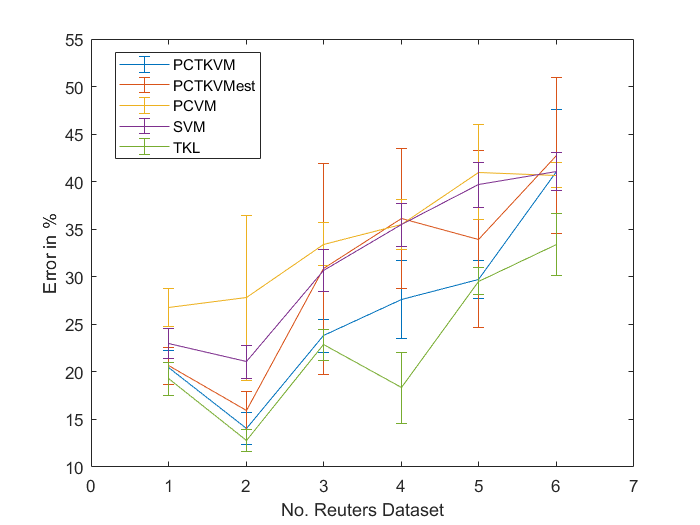 55
50
45
40
35
30
25
20
15
10
Error in %
PCTKVM
PCTKVMest
PCVM
SVM
TKL
0 1 2 3 4 5 6 7
No. Reuters Dataset